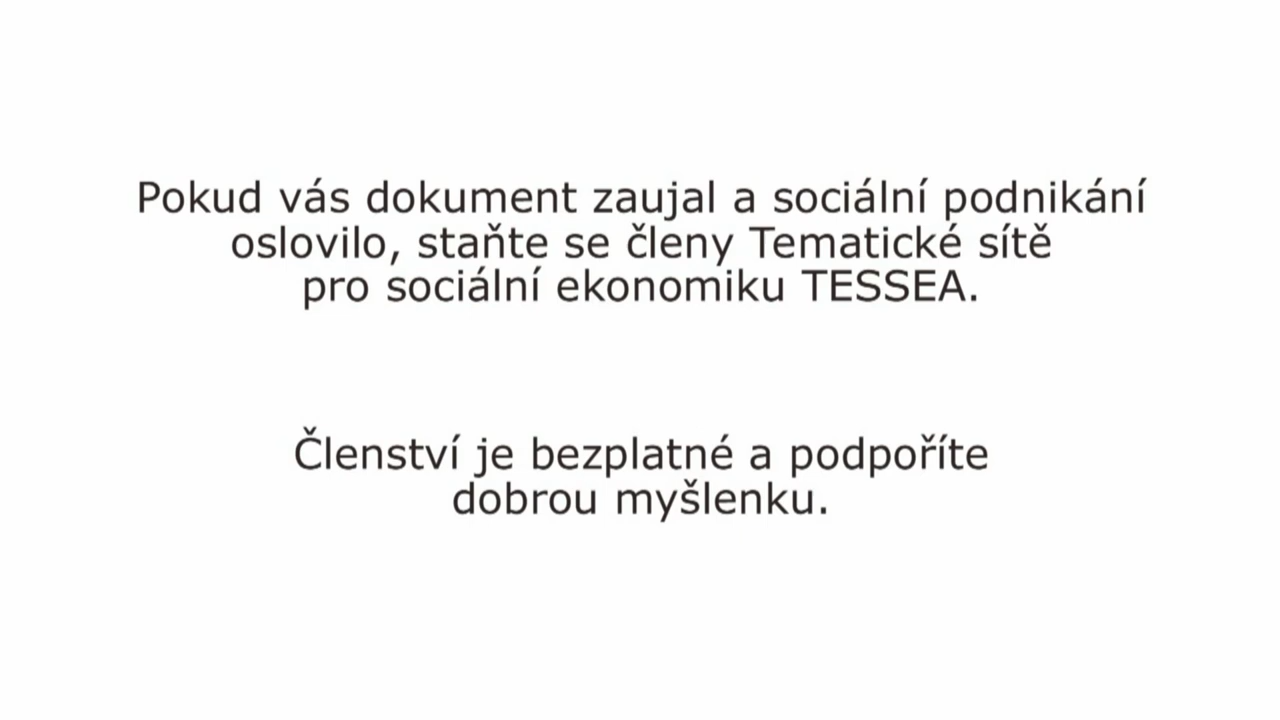 Pokud vás dokument zaujal a sociální podnikání
oslovilo, staňte se členy Tematické sítě
pro sociální ekonomiku TESSEA.
Členství je bezplatné a podpoříte
dobrou myšlenku.